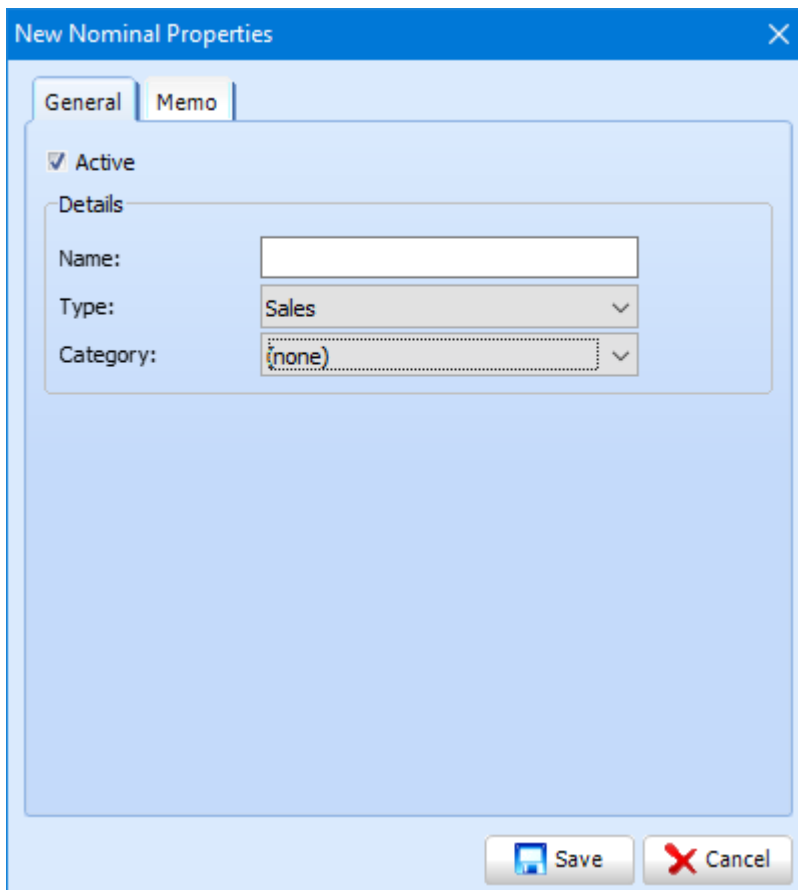 New Nominal Properties
General Memo
Active
Details
Name:
Type: Sales
Category: (none)
Save Cancel